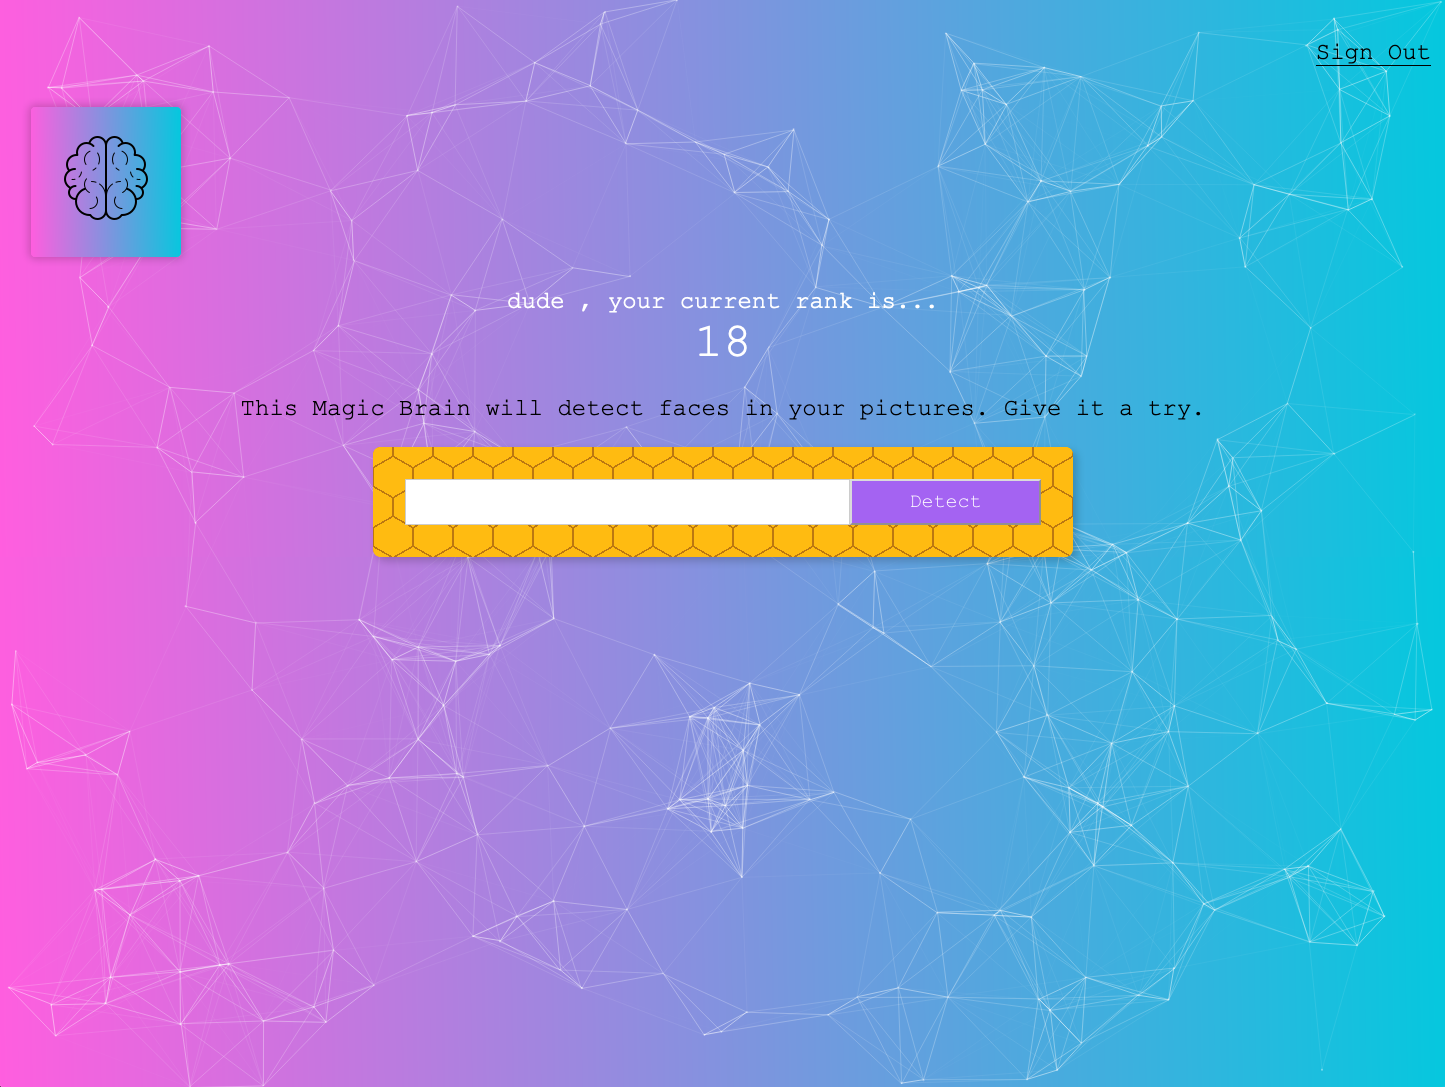 Sign Out
dude , your current rank is...
18
This Magic Brain will detect faces in your pictures. Give it a try.
Detect